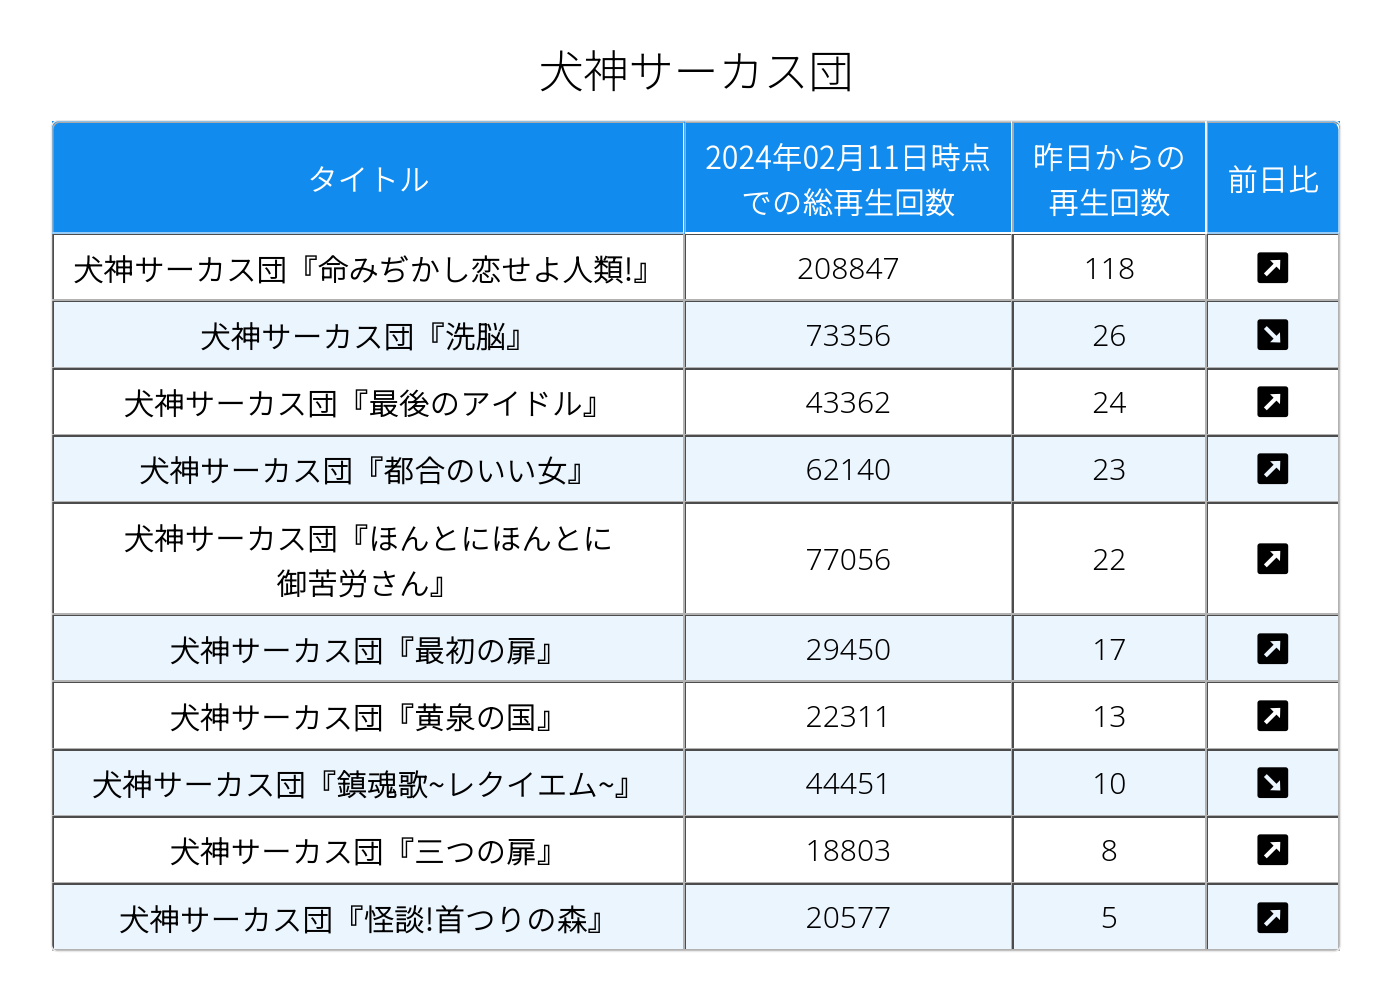 犬神サーカス団
タイトル
2024年02月11日時点
での総再生回数
昨日からの
再生回数
前日比
犬神サーカス団『命みぢかし恋せよ人類!』 208847 118 ↗
犬神サーカス団『洗脳』 73356 26 ↘
犬神サーカス団『最後のアイドル』 43362 24 ↗
犬神サーカス団『都合のいい女』 62140 23 ↗
犬神サーカス団『ほんとにほんとに
御苦労さん』 77056 22 ↗
犬神サーカス団『最初の扉』 29450 17 ↗
犬神サーカス団『黄泉の国』 22311 13 ↗
犬神サーカス団『鎮魂歌~レクイエム~』 44451 10 ↘
犬神サーカス団『三つの扉』 18803 8 ↗
犬神サーカス団『怪談!首つりの森』 20577 5 ↗